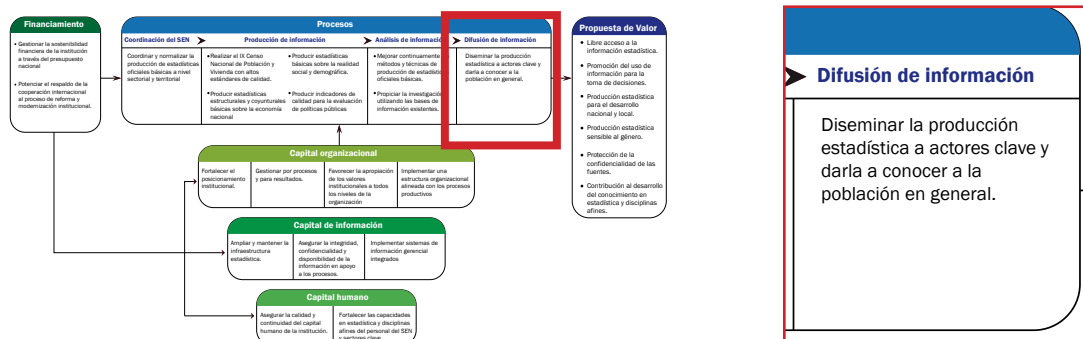 Financiamiento
• Gestionar la sostenibilidad
financiera de la institución
a través del presupuesto
nacional
• Potenciar el respaldo de la
cooperación internacional
al proceso de reforma y
modernización institucional.
Procesos
Coordinación del SEN
Coordinar y normalizar la
producción de estadísticas
oficiales básicas a nivel
sectorial y territorial
Producción de información
• Realizar el IX Censo
Nacional de Población y
Vivienda con altos
estándares de calidad.
• Producir estadísticas
estructurales y coyunturales
básicas sobre la economía
nacional
• Producir estadísticas
básicas sobre la realidad
social y demográfica.
• Producir indicadores de
calidad para la evaluación
de políticas públicas
Análisis de información
• Mejorar continuamente
métodos y técnicas de
producción de estadísticas
oficiales básicas.
• Propiciar la investigación
utilizando las bases de
información existentes.
Difusión de información
Diseminar la producción
estadística a actores clave y
darla a conocer a la
población en general.
Propuesta de Valor
• Libre acceso a la
información estadística.
• Promoción del uso de
información para la
toma de decisiones.
• Producción estadística
para el desarrollo
nacional y local.
• Producción estadística
sensible al género.
• Protección de la
confidencialidad de las
fuentes.
• Contribución al desarrollo
del conocimiento en
estadística y disciplinas
afines.
Capital organizacional
Fortalecer el
posicionamiento
institucional.
Gestionar por procesos
y para resultados.
Favorecer la apropiación
de los valores
institucionales a todos
los niveles de la
organización
Implementar una
estructura organizacional
alineada con los procesos
productivos
Capital de información
Ampliar y mantener la
infraestructura
estadística.
Asegurar la integridad,
confidencialidad y
disponibilidad de la
información en apoyo
a los procesos.
Implementar sistemas de
información gerencial
integrados
Capital humano
Asegurar la calidad y
continuidad del capital
humano de la institución.
Fortalecer las capacidades
en estadística y disciplinas
afines del personal del SEN
y sectores clave
Difusión de información
Diseminar la producción
estadística a actores clave y
darla a conocer a la
población en general.